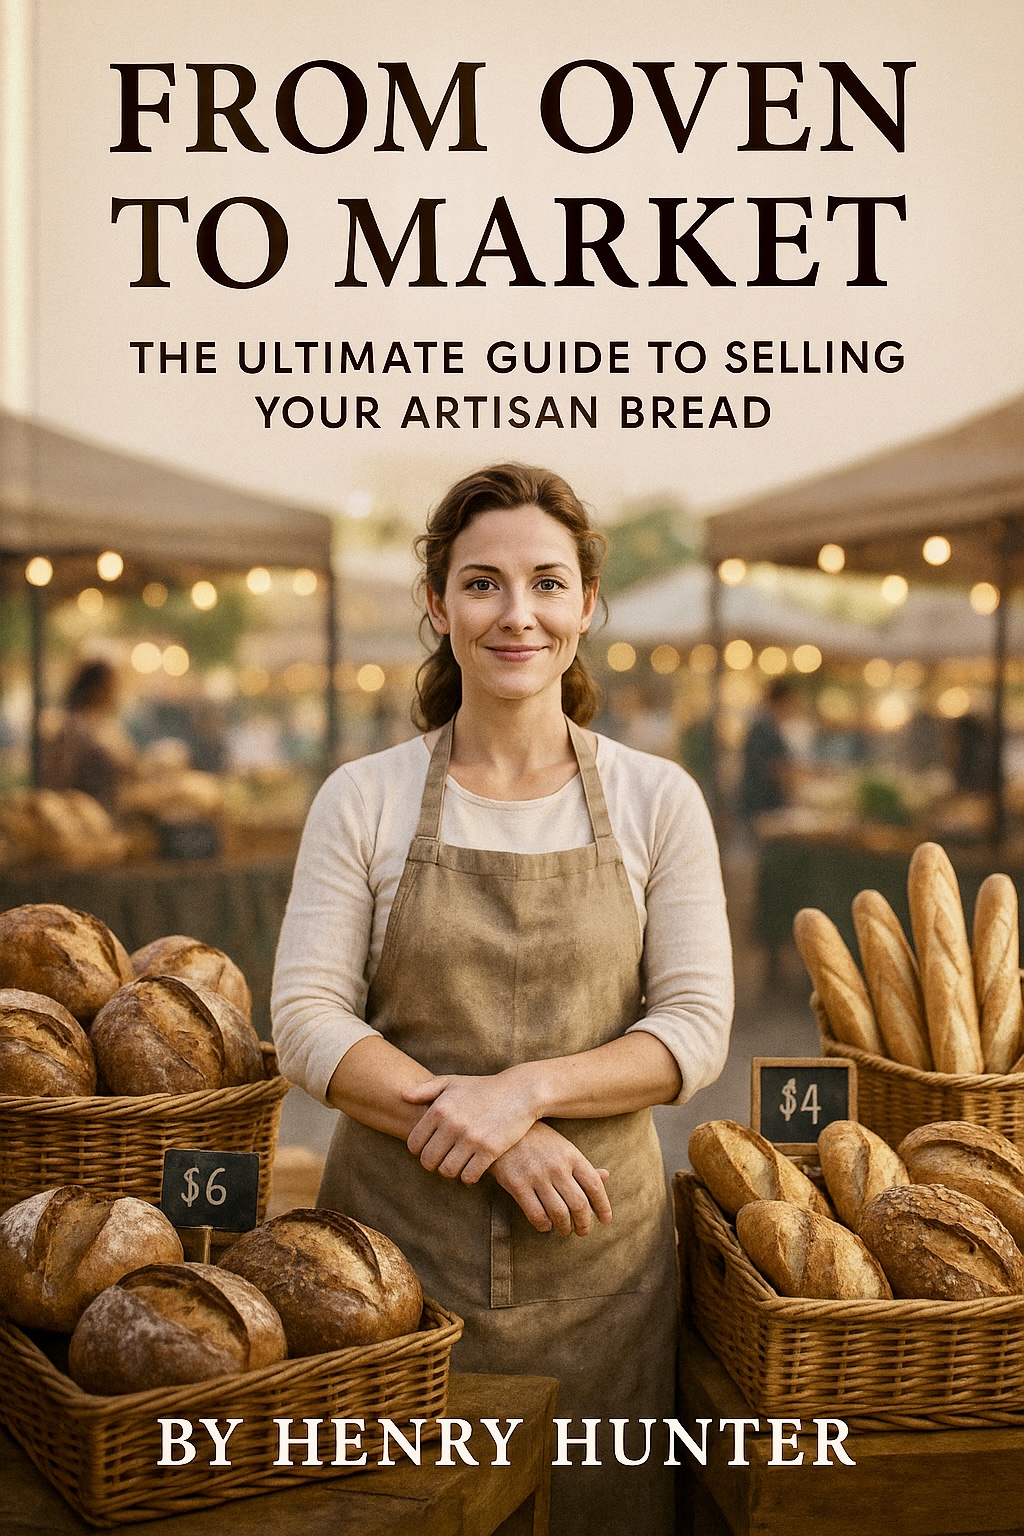 FROM OVEN
TO MARKET
THE ULTIMATE GUIDE TO SELLING
YOUR ARTISAN BREAD
$4
$6
BY HENRY HUNTER